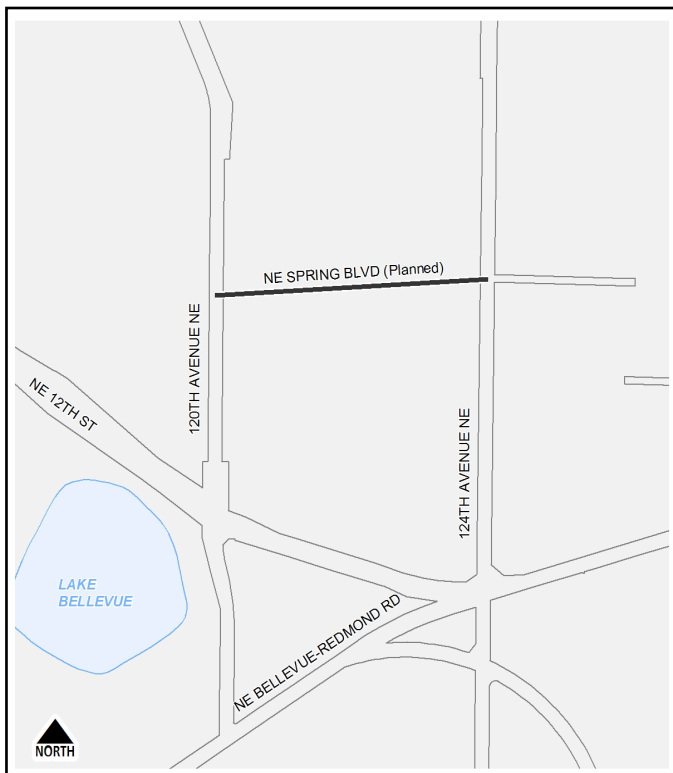 NE SPRING BLVD (Planned)
120TH AVENUE NE
NE 12TH ST
124TH AVENUE NE
LAKE
BELLEVUE
NE BELLEVUE-REDMOND RD
NORTH